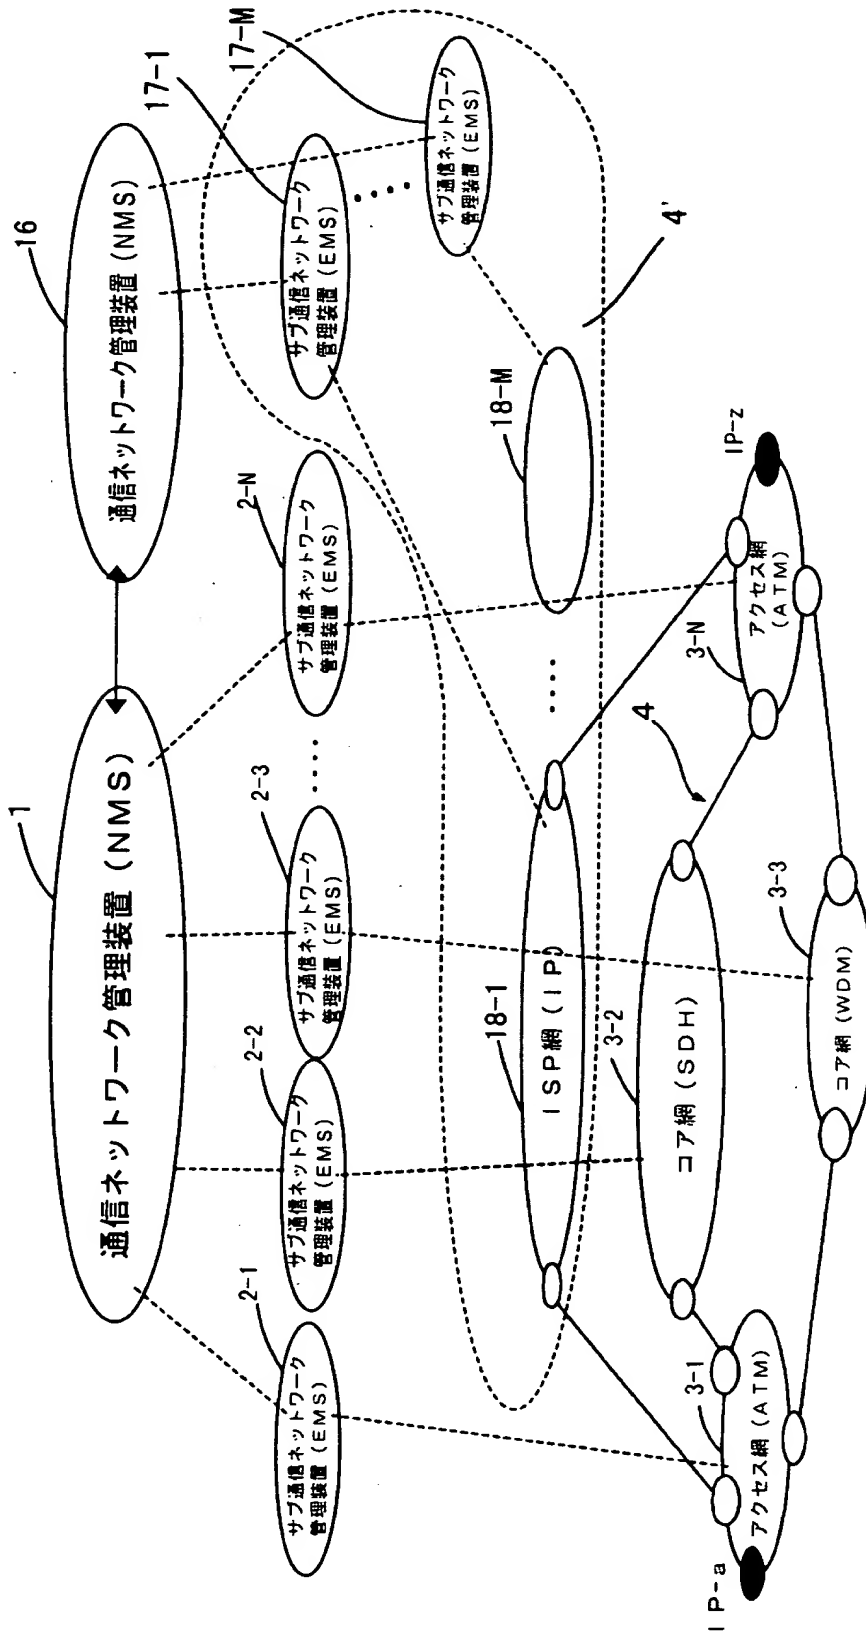 1
通信ネットワーク管理装置(NMS)
16
通信ネットワーク管理装置(NMS)
2-1
サブ通信ネットワーク
管理装置(EMS)
2-2
サブ通信ネットワーク
管理装置(EMS)
2-3
サブ通信ネットワーク
管理装置(EMS)
2-N
サブ通信ネットワーク
管理装置(EMS)
17-1
サブ通信ネットワーク
管理装置(EMS)
17-M
サブ通信ネットワーク
管理装置(EMS)
18-1
ISP網(IP)
18-M
4'
3-2
コア網(SDH)
4
3-1
アクセス網(ATM)
IP-a
3-N
アクセス網
(ATM)
IP-z
3-3
コア網(WDM)